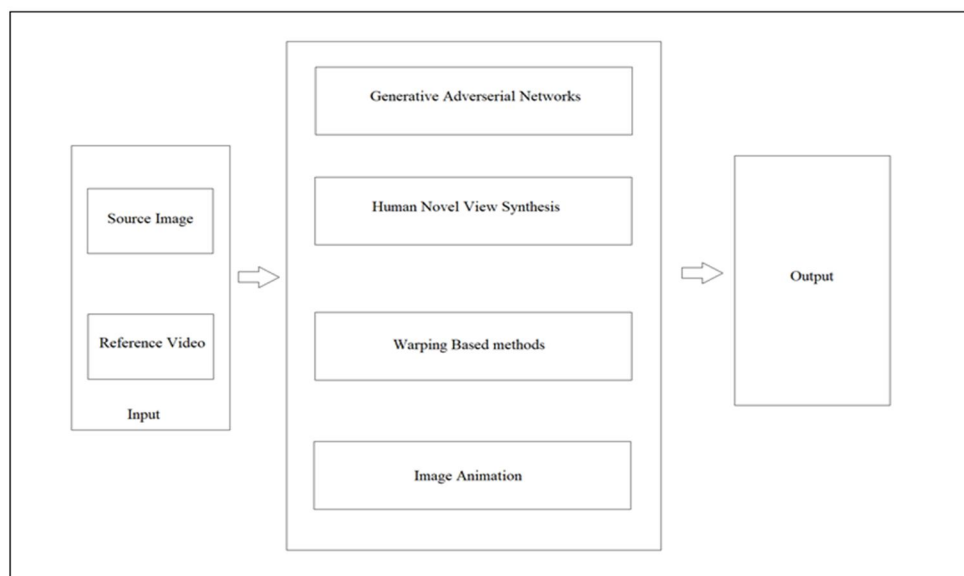 Source Image
Reference Video
Input
Generative Adverserial Networks
Human Novel View Synthesis
Warping Based methods
Image Animation
Output